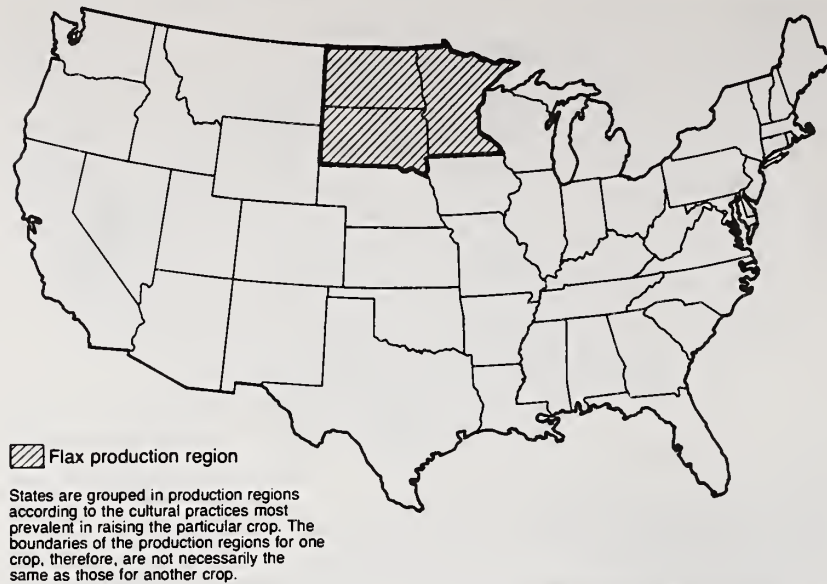 Flax production region
States are grouped in production regions
according to the cultural practices most
prevalent in raising the particular crop. The
boundaries of the production regions for one
crop, therefore, are not necessarily the
same as those for another crop.